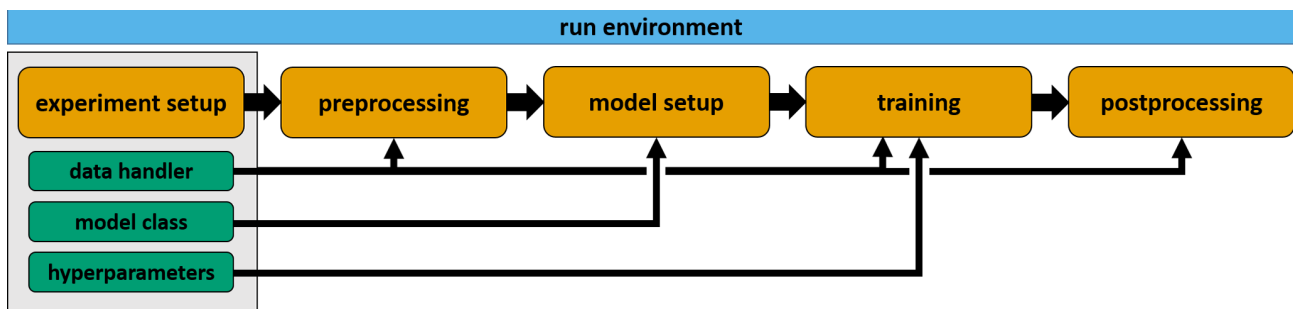 run environment
experiment setup
preprocessing
model setup
training
postprocessing
data handler
model class
hyperparameters